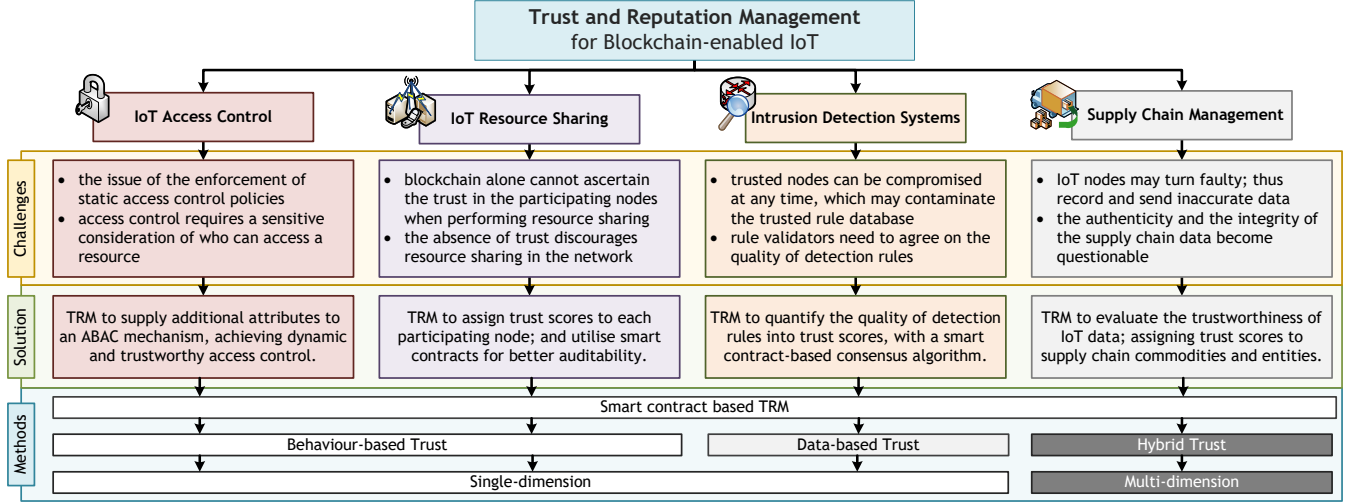 Trust and Reputation Management
for Blockchain-enabled IoT
IoT Access Control
IoT Resource Sharing
Intrusion Detection Systems
Supply Chain Management
Challenges
• the issue of the enforcement of
static access control policies
• access control requires a sensitive
consideration of who can access a
resource
• blockchain alone cannot ascertain
the trust in the participating nodes
when performing resource sharing
• the absence of trust discourages
resource sharing in the network
• trusted nodes can be compromised
at any time, which may contaminate
the trusted rule database
• rule validators need to agree on the
quality of detection rules
• IoT nodes may turn faulty; thus
record and send inaccurate data
• the authenticity and the integrity of
the supply chain data become
questionable
Solution
TRM to supply additional attributes to
an ABAC mechanism, achieving dynamic
and trustworthy access control.
TRM to assign trust scores to each
participating node; and utilise smart
contracts for better auditability.
TRM to quantify the quality of detection
rules into trust scores, with a smart
contract-based consensus algorithm.
TRM to evaluate the trustworthiness of
IoT data; assigning trust scores to
supply chain commodities and entities.
Methods
Smart contract based TRM
Behaviour-based Trust
Data-based Trust
Hybrid Trust
Single-dimension
Multi-dimension